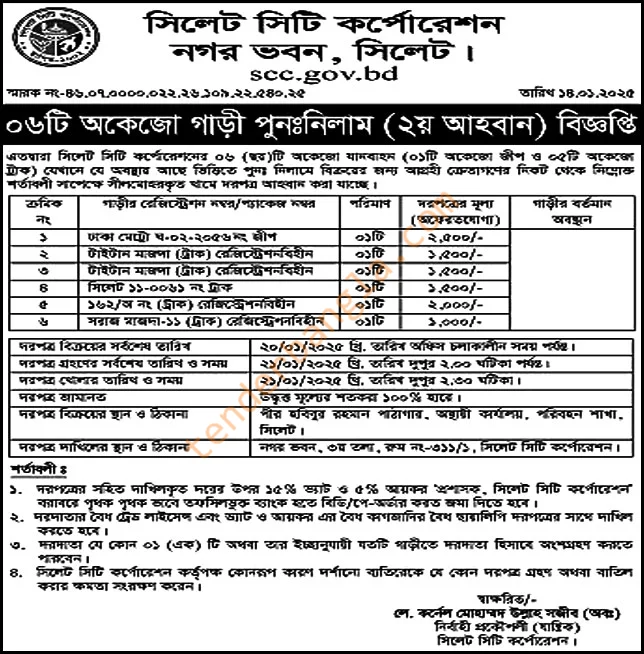 সিলেট সিটি কর্পোরেশন
নগর ভবন, সিলেট।
scc.gov.bd
স্মারক নং-৪৬.০৭.০০০০.০২২.২৬.১০৯.২২.৫৪০.২৫ তারিখ ১৪.০১.২০২৫
০৬টি অকেজো গাড়ী পুনঃনিলাম (২য় আহবান) বিজ্ঞপ্তি
এতদ্বারা সিলেট সিটি কর্পোরেশনের ০৬ (ছয়)টি অকেজো যানবাহন (০১টি অকেজো জীপ ও ০৫টি অকেজো
ট্রাক) যেখানে যে অবস্থায় আছে ভিত্তিতে পুনঃ নিলামে বিক্রয়ের জন্য আগ্রহী ক্রেতাগণের নিকট থেকে নিম্নোক্ত
শর্তাবলী সাপেক্ষে সীলমোহরকৃত খামে দরপত্র আহবান করা যাচ্ছে।
ক্রমিক নং গাড়ীর রেজিস্ট্রেশন নম্বর/প্যাকেজ নম্বর পরিমাণ দরপত্রের মূল্য (অফেরতযোগ্য) গাড়ীর বর্তমান অবস্থান
১ ঢাকা মেট্রো ঘ-০২-২০৫৬নং জীপ ০১টি ২,৫০০/-
২ টাইটান মাজদা (ট্রাক) রেজিস্ট্রেশনবিহীন ০১টি ১,৫০০/-
৩ টাইটান মাজদা (ট্রাক) রেজিস্ট্রেশনবিহীন ০১টি ১,৫০০/-
৪ সিলেট ১১-০০৬১ নং ট্রাক ০১টি ১,৫০০/-
৫ ১৬২/অ নং (ট্রাক) রেজিস্ট্রেশনবিহীন ০১টি ২,০০০/-
৬ সরাজ মাজদা-১১ (ট্রাক) রেজিস্ট্রেশনবিহীন ০১টি ১,০০০/-
দরপত্র বিক্রয়ের সর্বশেষ তারিখ ২০/০১/২০২৫ খ্রি. তারিখ অফিস চলাকালীন সময় পর্যন্ত।
দরপত্র গ্রহণের সর্বশেষ তারিখ ও সময় ২১/০১/২০২৫ খ্রি. তারিখ দুপুর ২.০০ ঘটিকা পর্যন্ত।
দরপত্র খোলার তারিখ ও সময় ২১/০১/২০২৫ খ্রি. তারিখ দুপুর ২.৩০ ঘটিকা।
দরপত্র জামানত উদ্ধৃত মূল্যের শতকরা ১০০% হারে।
দরপত্র বিক্রয়ের স্থান ও ঠিকানা পীর হবিবুর রহমান পাঠাগার, অস্থায়ী কার্যালয়, পরিবহন শাখা,
সিলেট।
দরপত্র দাখিলের স্থান ও ঠিকানা নগর ভবন, ৩য় তলা, রুম নং-৩১১/১, সিলেট সিটি কর্পোরেশন।
শর্তাবলী :
১. দরপত্রের সহিত দাখিলকৃত দরের উপর ১৫% ভ্যাট ও ৫% আয়কর 'প্রশাসক, সিলেট সিটি কর্পোরেশন'
বরাবরে পৃথক পৃথক ভাবে তফসিলভুক্ত ব্যাংক হতে বিডি/পে-অর্ডার করত জমা দিতে হবে।
২. দরদাতার বৈধ ট্রেড লাইসেন্স এবং ভ্যাট ও আয়কর এর বৈধ কাগজাদির বৈধ ছায়ালিপি দরপত্রের সাথে দাখিল
করতে হবে।
৩. দরদাতা যে কোন ০১ (এক) টি অথবা তার ইচ্ছানুযায়ী যতটি গাড়ীতে দরদাতা হিসাবে অংশগ্রহণ করতে
পারবেন।
৪. সিলেট সিটি কর্পোরেশন কর্তৃপক্ষ কোনরূপ কারণ দর্শানো ব্যতিরেকে যে কোন দরপত্র গ্রহণ অথবা বাতিল
করার ক্ষমতা সংরক্ষণ করেন।
স্বাক্ষরিত/-
লে. কর্নেল মোহাম্মদ উল্লাহ সজীব (অবঃ)
নির্বাহী প্রকৌশলী (যান্ত্রিক)
সিলেট সিটি কর্পোরেশন।
tenderbangla.com